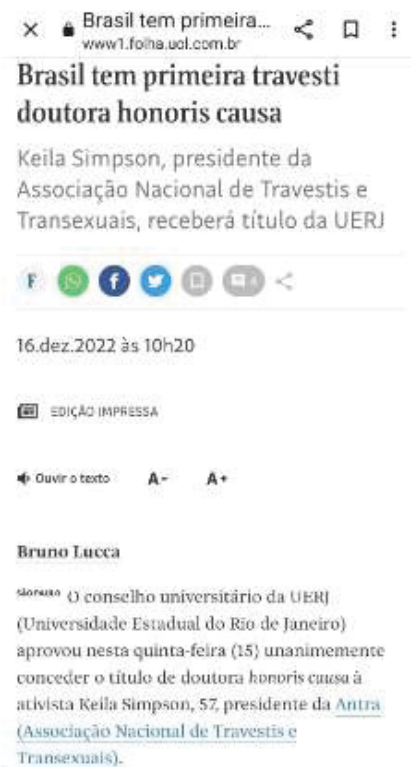 Brasil tem primeira...
www1.folha.uol.com.br
Brasil tem primeira travesti
doutora honoris causa
Keila Simpson, presidente da
Associação Nacional de Travestis e
Transexuais, receberá título da UERJ
F
4
16.dez.2022 às 10h20
EDIÇÃO IMPRESSA
Ouvir o texto A- A+
Bruno Lucca
O conselho universitário da UERJ
(Universidade Estadual do Rio de Janeiro)
aprovou nesta quinta-feira (15) unanimemente
conceder o título de doutora honoris causa à
ativista Keila Simpson, 57, presidente da Antra
(Associação Nacional de Travestis e
Transexuais).